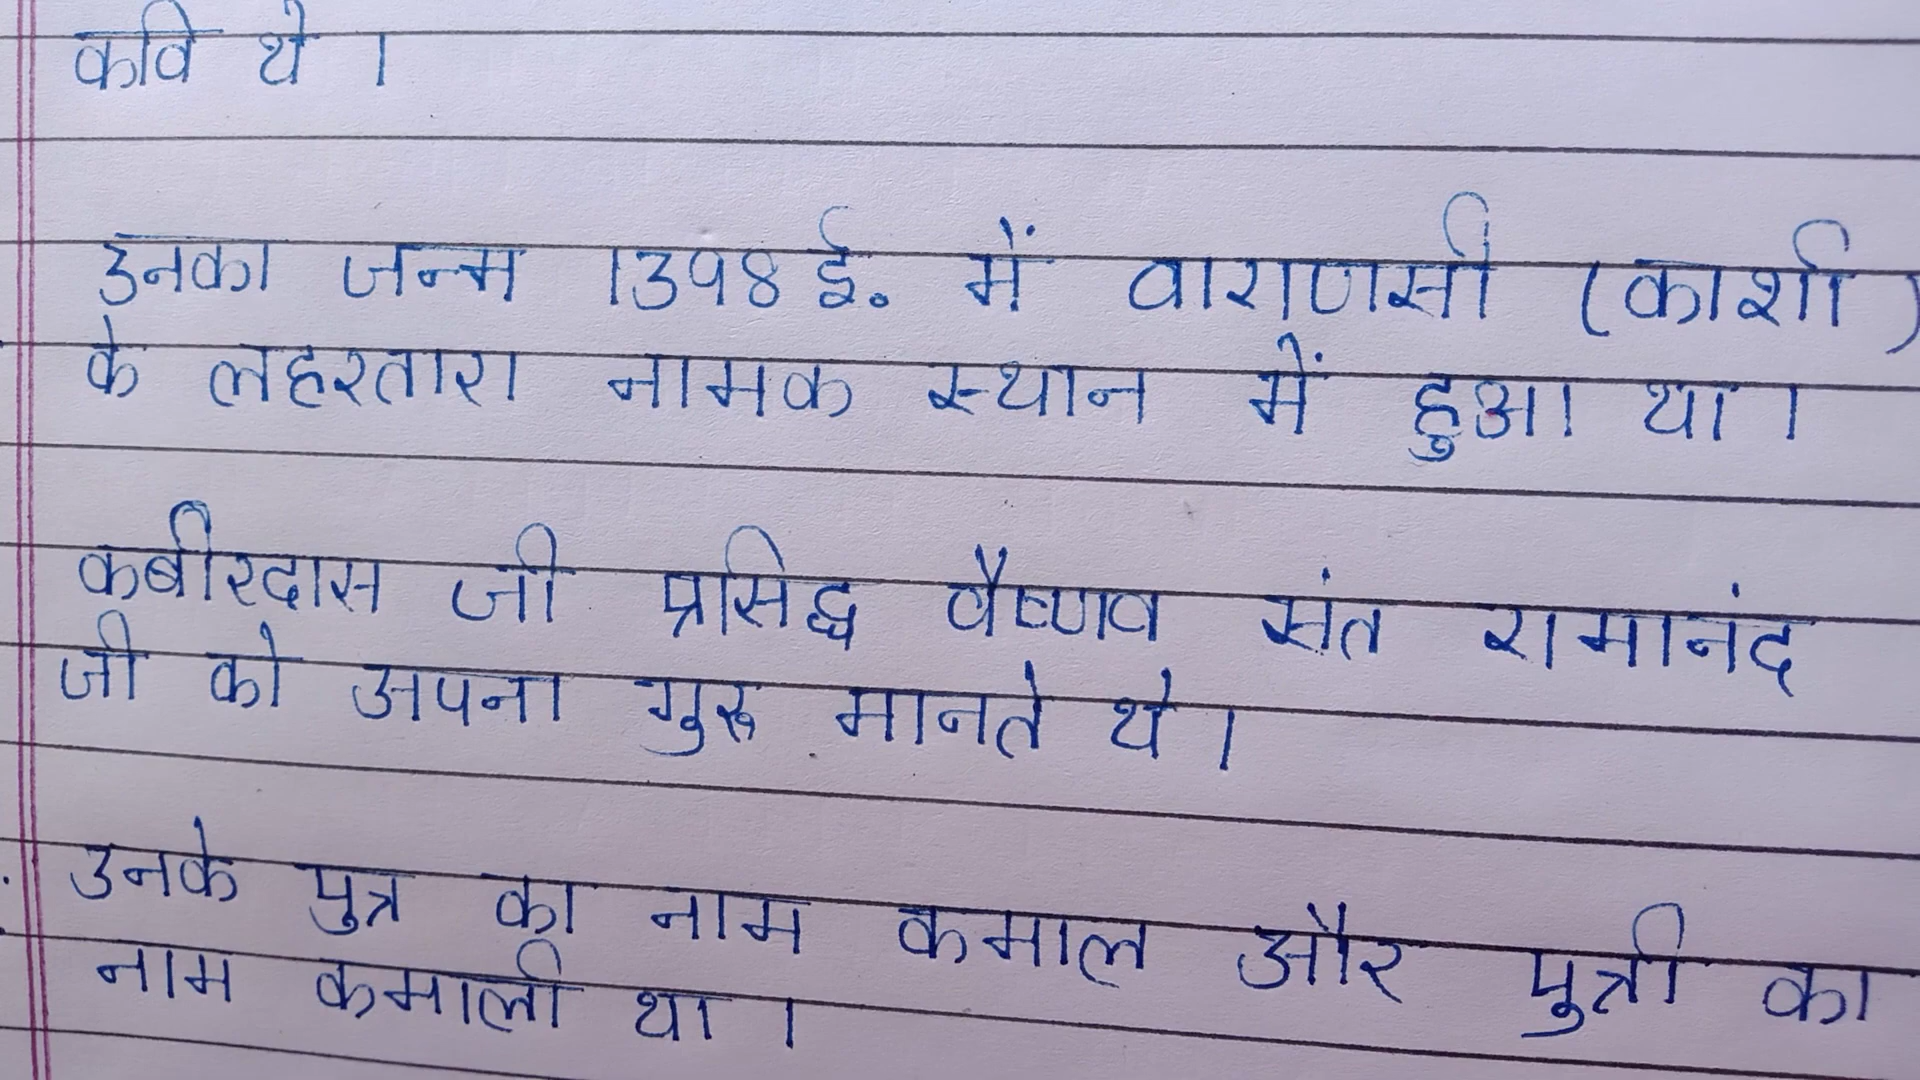 कवि थे ।
उनका जन्म 1398 ई. में वाराणसी (काशी)
के लहरतारा नामक स्थान में हुआ था ।
कबीरदास जी प्रसिद्ध वैष्णव संत रामानंद
जी को अपना गुरु मानते थे ।
उनके पुत्र का नाम कमाल और पुत्री का
नाम कमाली था ।